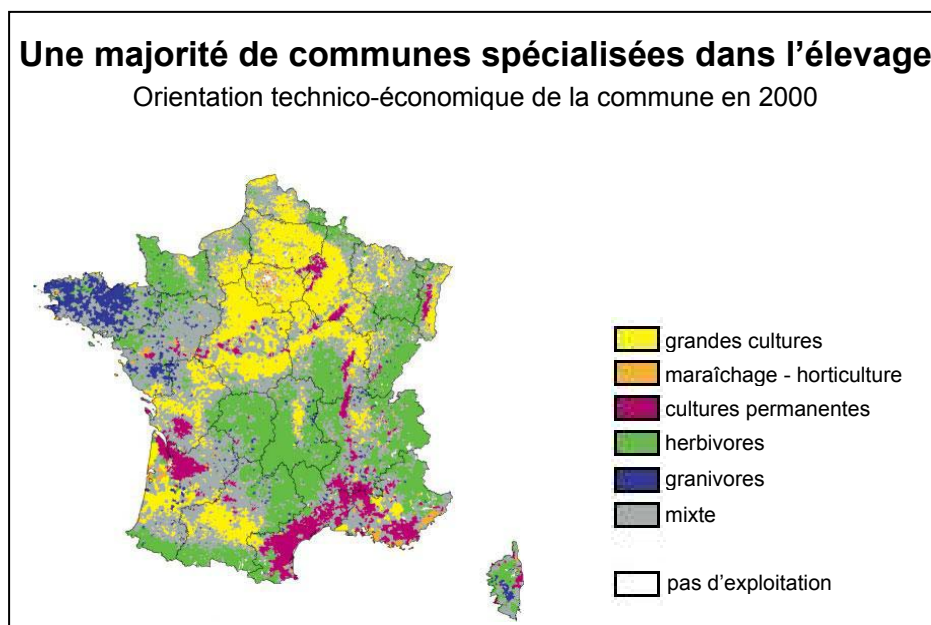 Une majorité de communes spécialisées dans l’élevage
Orientation technico-économique de la commune en 2000
grandes cultures
maraîchage - horticulture
cultures permanentes
herbivores
granivores
mixte
pas d’exploitation